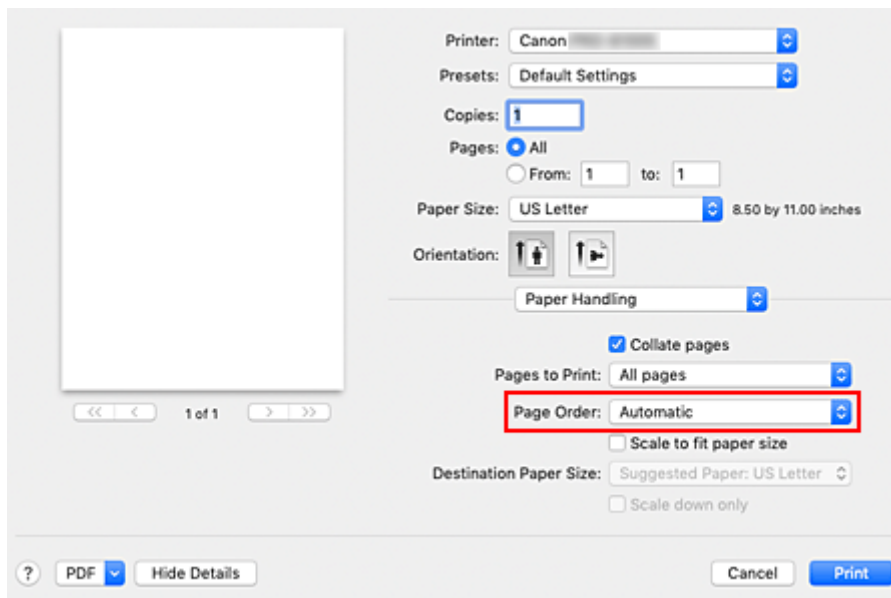 Printer: Canon
Presets: Default Settings
Copies: 1
Pages: All
From: 1 to: 1
Paper Size: US Letter 8.50 by 11.00 inches
Orientation:
Paper Handling
Collate pages
Pages to Print: All pages
1 of 1
Page Order: Automatic
Scale to fit paper size
Destination Paper Size: Suggested Paper: US Letter
Scale down only
? PDF Hide Details Cancel Print